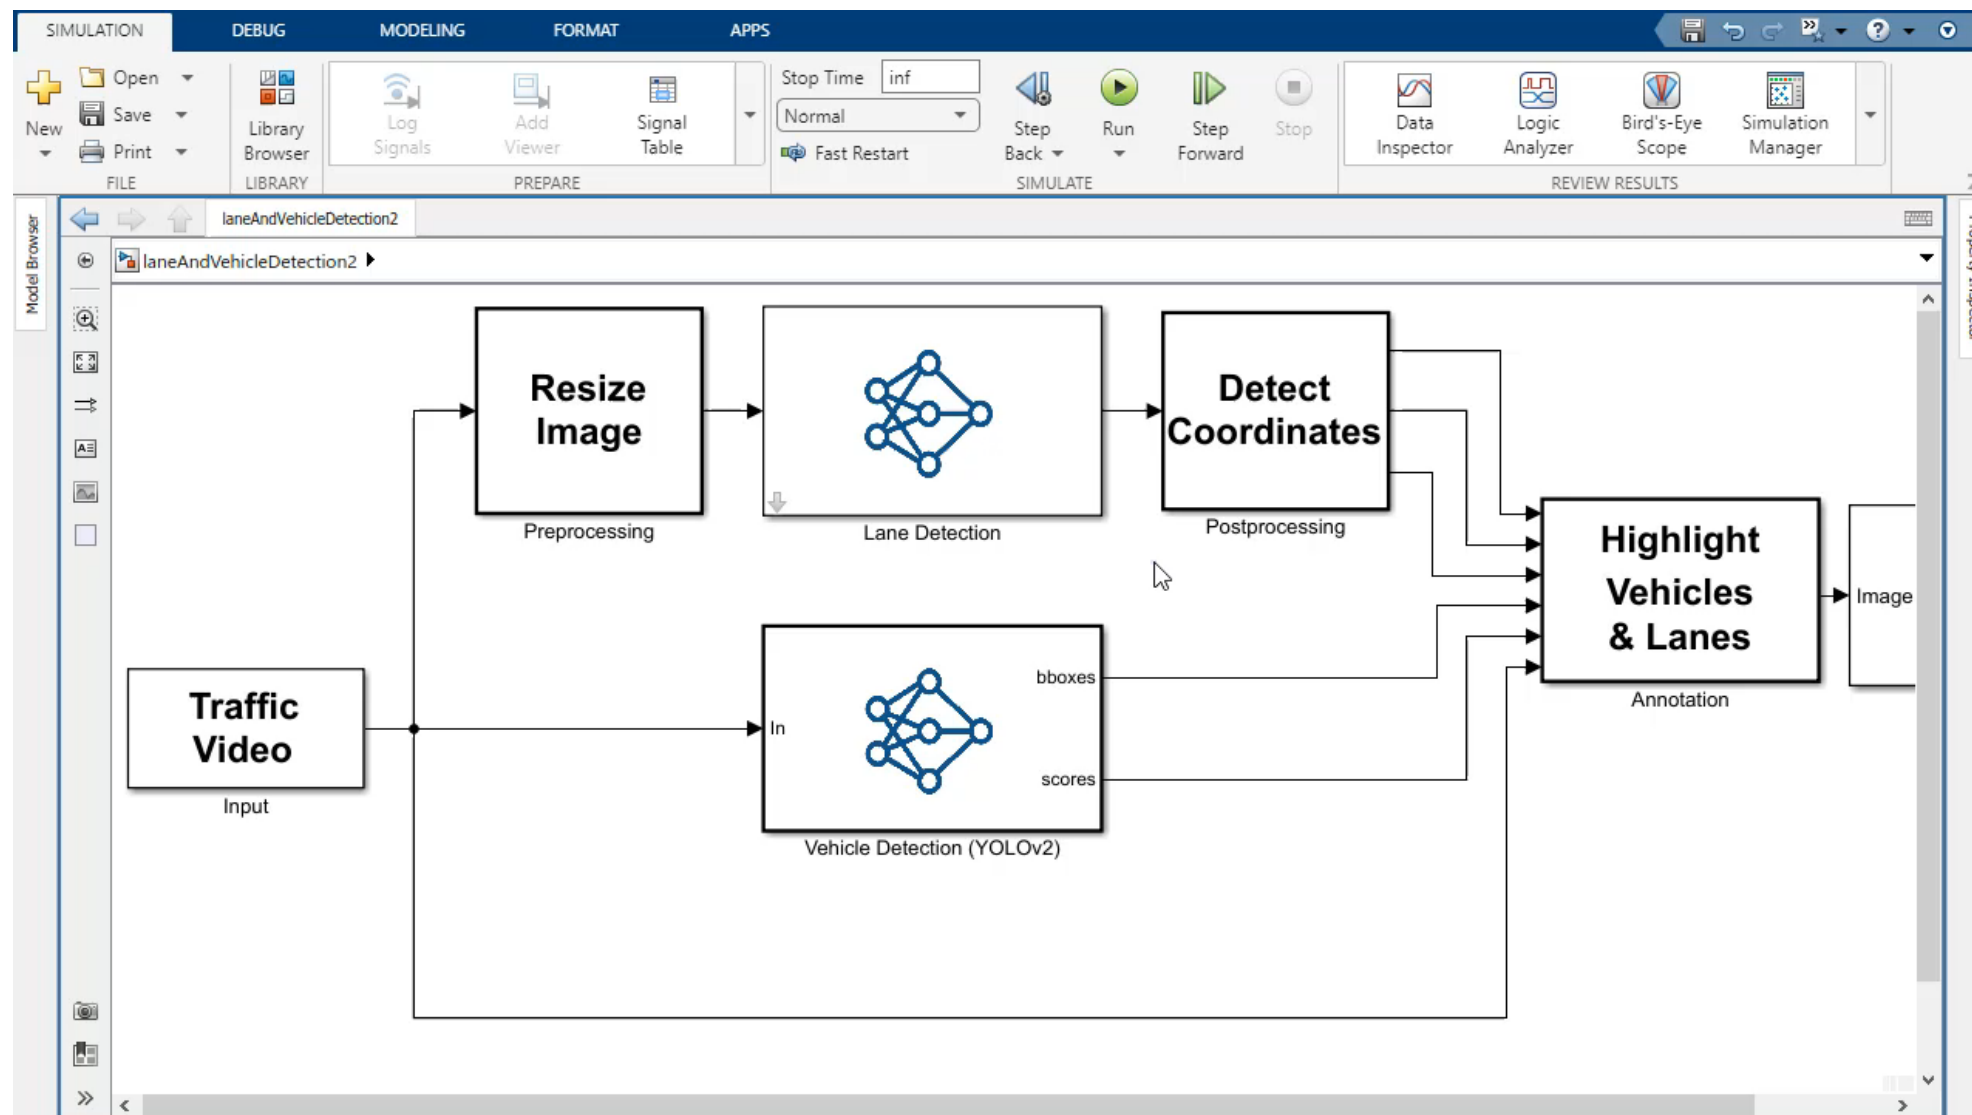 SIMULATION
DEBUG
MODELING
FORMAT
APPS
New
Open
Save
Print
FILE
Library
Browser
LIBRARY
Log
Signals
Add
Viewer
Signal
Table
PREPARE
Stop Time
inf
Normal
Fast Restart
Step
Back
Run
Step
Forward
Stop
SIMULATE
Data
Inspector
Logic
Analyzer
Bird's-Eye
Scope
Simulation
Manager
REVIEW RESULTS
Model Browser
laneAndVehicleDetection2
laneAndVehicleDetection2
Resize
Image
Preprocessing
Lane Detection
Detect
Coordinates
Postprocessing
Traffic
Video
Input
In
bboxes
scores
Vehicle Detection (YOLOv2)
Highlight
Vehicles
& Lanes
Annotation
Image